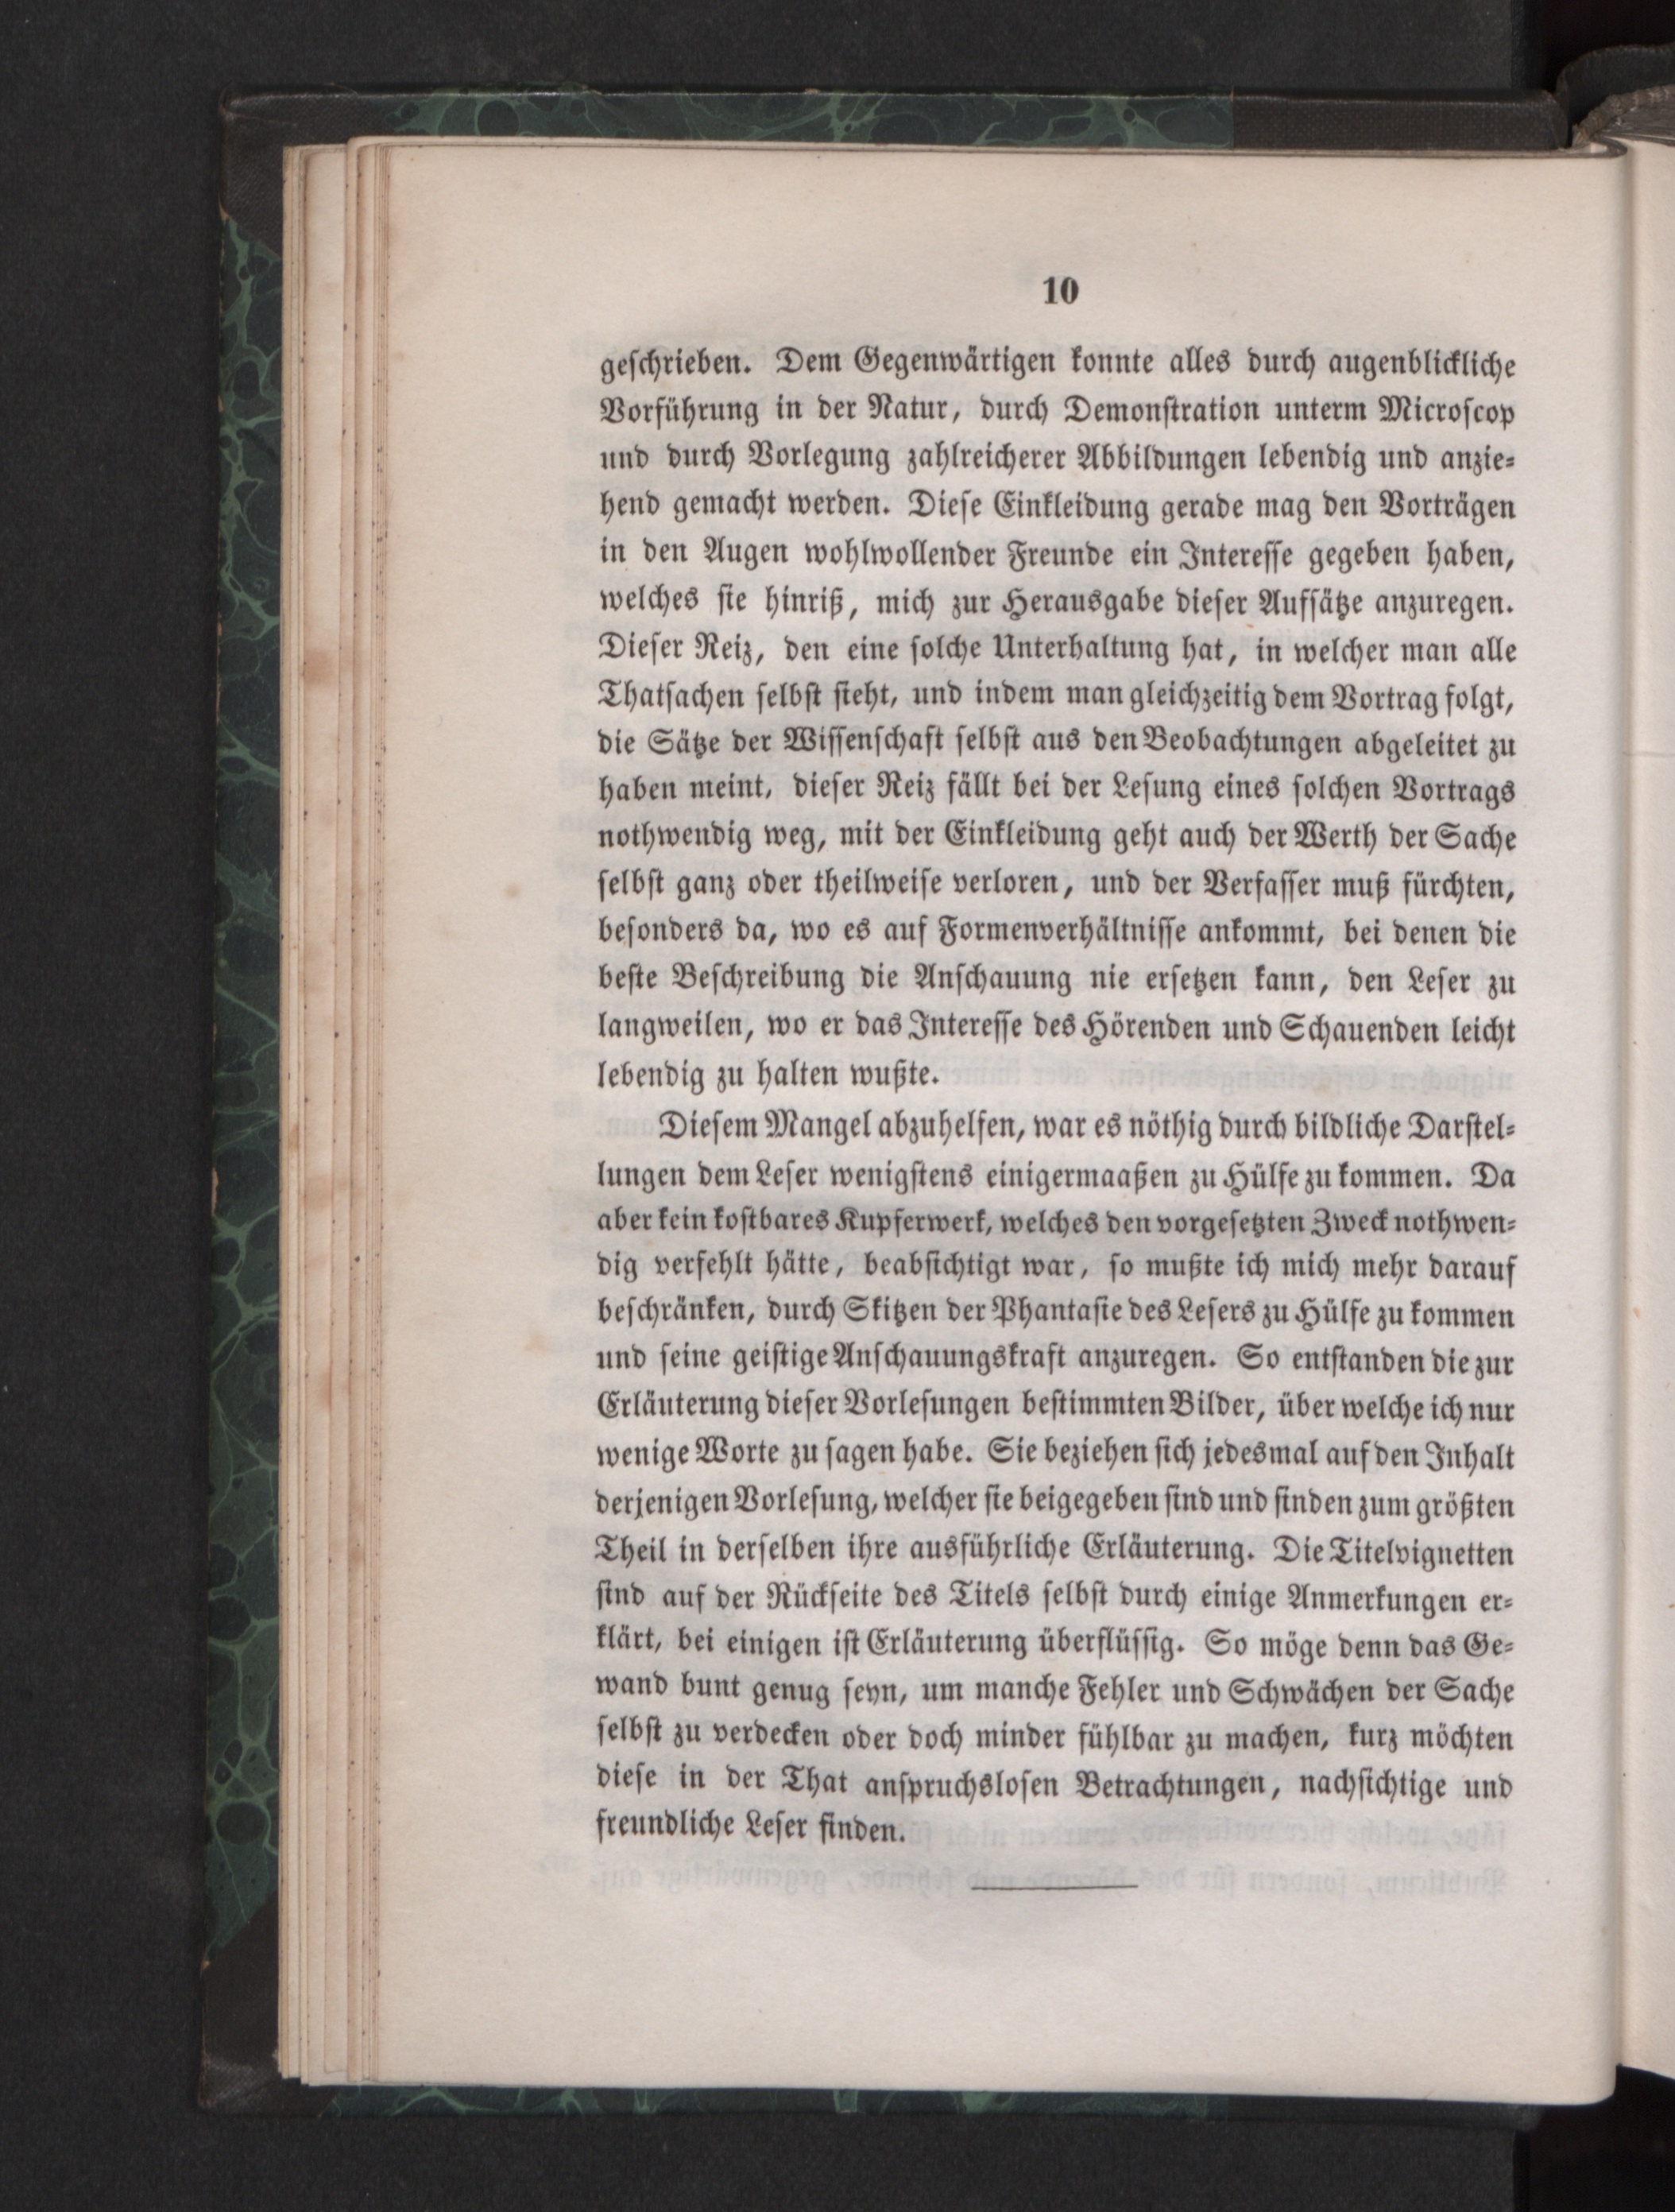 10
geſchrieben. Dem Gegenwärtigen konnte alles durch augenblickliche
Vorführung in der Natur, durch Demonſtration unterm Microſcop
und durch Vorlegung zahlreicherer Abbildungen lebendig und anzie⸗
hend gemacht werden. Dieſe Einkleidung gerade mag den Vorträgen
in den Augen wohlwollender Freunde ein Intereſſe gegeben haben,
welches ſie hinriß, mich zur Herausgabe dieſer Aufſätze anzuregen.
Dieſer Reiz, den eine ſolche Unterhaltung hat, in welcher man alle
Thatſachen ſelbſt ſieht, und indem man gleichzeitig dem Vortrag folgt,
die Sätze der Wiſſenſchaft ſelbſt aus den Beobachtungen abgeleitet zu
haben meint, dieſer Reiz fällt bei der Leſung eines ſolchen Vortrags
nothwendig weg, mit der Einkleidung geht auch der Werth der Sache
ſelbſt ganz oder theilweiſe verloren, und der Verfaſſer muß fürchten,
beſonders da, wo es auf Formenverhältniſſe ankommt, bei denen die
beſte Beſchreibung die Anſchauung nie erſetzen kann, den Leſer zu
langweilen, wo er das Intereſſe des Hörenden und Schauenden leicht
lebendig zu halten wußte.
Dieſem Mangel abzuhelfen, war es nöthig durch bildliche Darſtel⸗
lungen dem Leſer wenigſtens einigermaaßen zu Hülfe zu kommen. Da
aber kein koſtbares Kupferwerk, welches den vorgeſetzten Zweck nothwen⸗
dig verfehlt hätte, beabſichtigt war, ſo mußte ich mich mehr darauf
beſchränken, durch Skitzen der Phantaſie des Leſers zu Hülfe zu kommen
und ſeine geiſtige Anſchauungskraft anzuregen. So entſtanden die zur
Erläuterung dieſer Vorleſungen beſtimmten Bilder, über welche ich nur
wenige Worte zu ſagen habe. Sie beziehen ſich jedesmal auf den Inhalt
derjenigen Vorleſung, welcher ſie beigegeben ſind und finden zum größten
Theil in derſelben ihre ausführliche Erläuterung. Die Titelvignetten
ſind auf der Rückſeite des Titels ſelbſt durch einige Anmerkungen er⸗
klärt, bei einigen iſt Erläuterung überflüſſig. So möge denn das Ge⸗
wand bunt genug ſeyn, um manche Fehler und Schwächen der Sache
ſelbſt zu verdecken oder doch minder fühlbar zu machen, kurz möchten
dieſe in der That anſpruchsloſen Betrachtungen, nachſichtige und
freundliche Leſer finden.